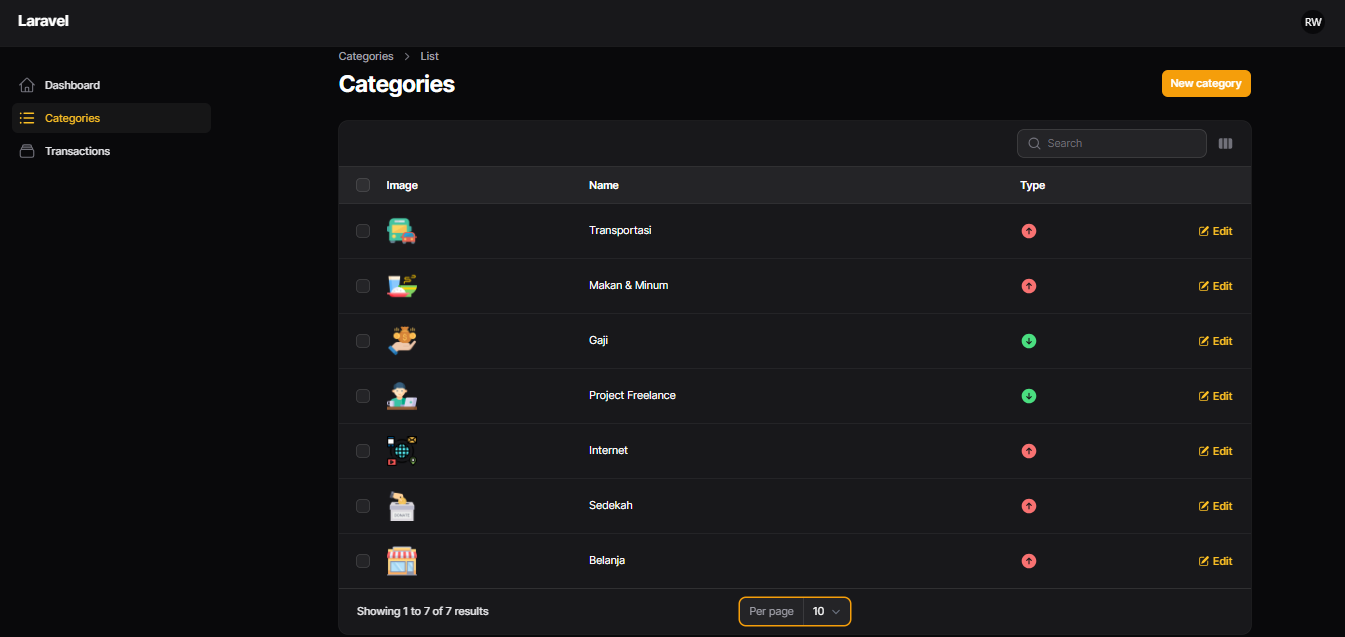 Laravel
RW
Dashboard
Categories
Transactions
Categories > List
Categories
New category
Search
Image Name Type
Transportasi Edit
Makan & Minum Edit
Gaji Edit
Project Freelance Edit
Internet Edit
Sedekah Edit
Belanja Edit
Showing 1 to 7 of 7 results
Per page 10